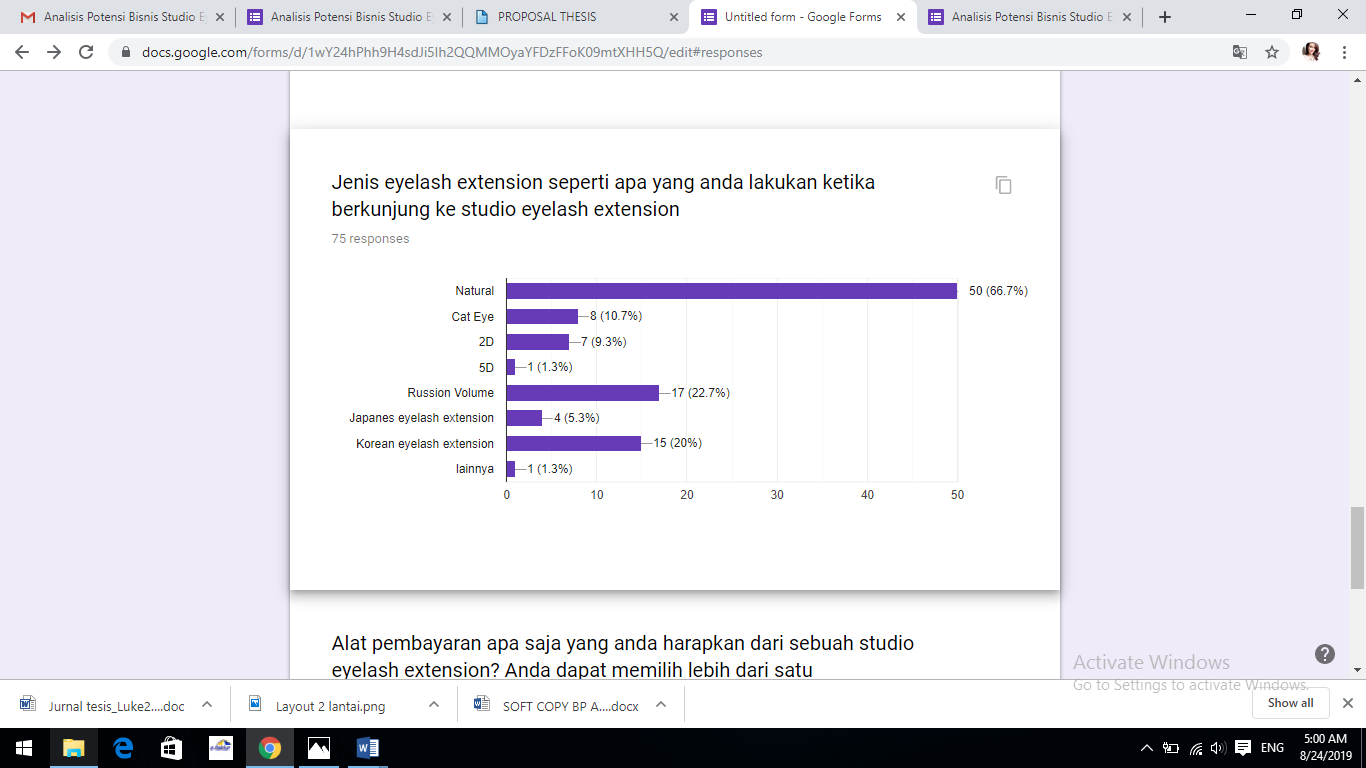 Analisis Potensi Bisnis Studio E
Analisis Potensi Bisnis Studio E
PROPOSAL THESIS
Untitled form - Google Forms
Analisis Potensi Bisnis Studio E
docs.google.com/forms/d/1wY24hPhh9H4sdJi5lh2QQMMOyaYFDzFFoK09mtXHH5Q/edit#responses
Jenis eyelash extension seperti apa yang anda lakukan ketika
berkunjung ke studio eyelash extension
75 responses
Natural 50 (66.7%)
Cat Eye 8 (10.7%)
2D 7 (9.3%)
5D 1 (1.3%)
Russion Volume 17 (22.7%)
Japanes eyelash extension 4 (5.3%)
Korean eyelash extension 15 (20%)
lainnya 1 (1.3%)
0 10 20 30 40 50
Alat pembayaran apa saja yang anda harapkan dari sebuah studio
eyelash extension? Anda dapat memilih lebih dari satu
Activate Windows
Go to Settings to activate Windows.
Jurnal tesis_Luke2....doc
Layout 2 lantai.png
SOFT COPY BP A....docx
Show all
ENG
5:00 AM
8/24/2019